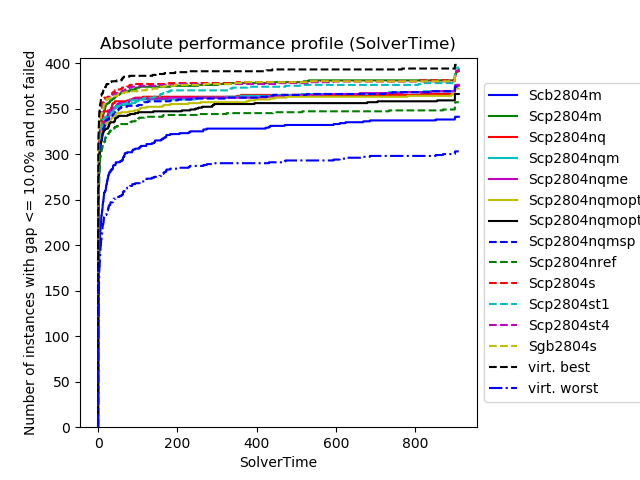 Absolute performance profile (SolverTime)
Number of instances with gap <= 10.0% and not failed
400
350
300
250
200
150
100
50
0
0 200 400 600 800
SolverTime
Scb2804m
Scp2804m
Scp2804nq
Scp2804nqm
Scp2804nqme
Scp2804nqmopt
Scp2804nqmopt
Scp2804nqmsp
Scp2804nref
Scp2804s
Scp2804st1
Scp2804st4
Sgb2804s
virt. best
virt. worst